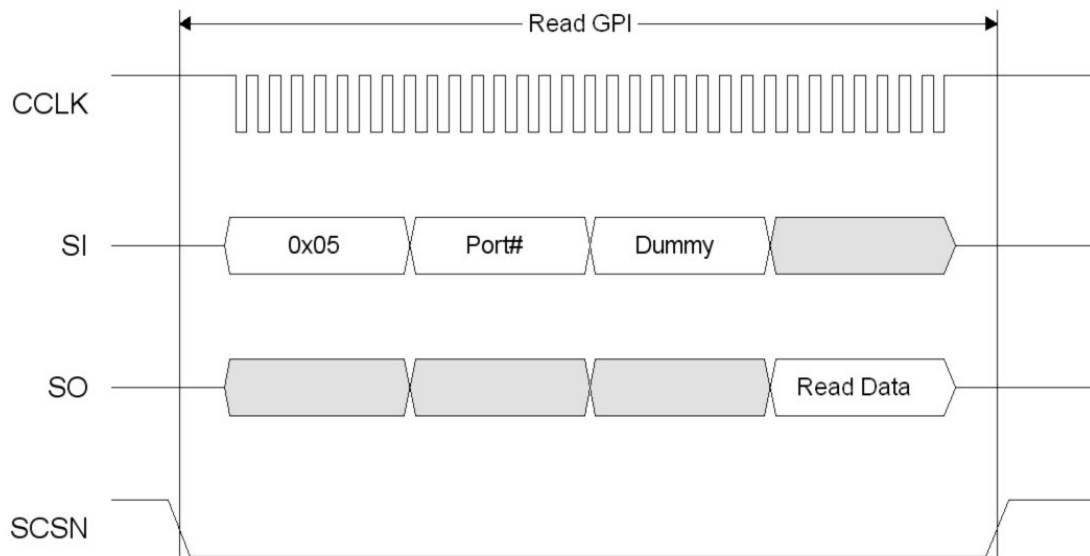 Read GPI
CCLK
SI 0x05 Port# Dummy
SO Read Data
SCSN